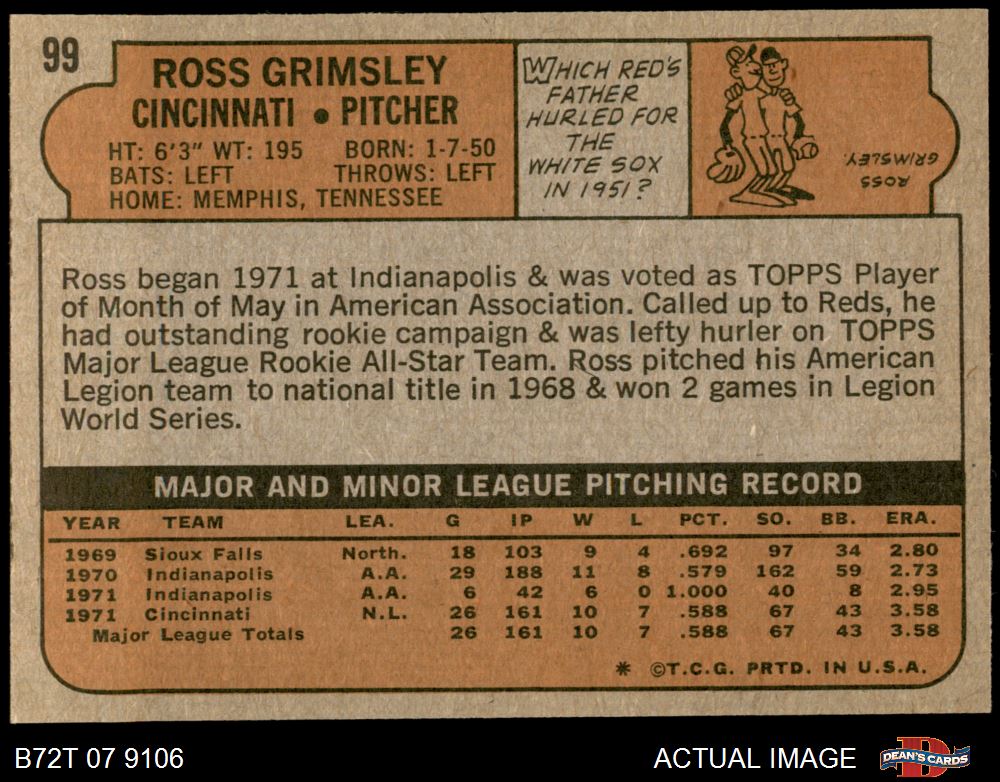 99
ROSS GRIMSLEY
CINCINNATI • PITCHER
HT: 6'3" WT: 195 BORN: 1-7-50
BATS: LEFT THROWS: LEFT
HOME: MEMPHIS, TENNESSEE
WHICH RED'S
FATHER
HURLED FOR
THE
WHITE SOX
IN 1951?
ROSS
GRIMSLEY
Ross began 1971 at Indianapolis & was voted as TOPPS Player
of Month of May in American Association. Called up to Reds, he
had outstanding rookie campaign & was lefty hurler on TOPPS
Major League Rookie All-Star Team. Ross pitched his American
Legion team to national title in 1968 & won 2 games in Legion
World Series.
MAJOR AND MINOR LEAGUE PITCHING RECORD
YEAR TEAM LEA. G IP W L PCT. SO. BB. ERA.
1969 Sioux Falls North. 18 103 9 4 .692 97 34 2.80
1970 Indianapolis A.A. 29 188 11 8 .579 162 59 2.73
1971 Indianapolis A.A. 6 42 6 0 1.000 40 8 2.95
1971 Cincinnati N.L. 26 161 10 7 .588 67 43 3.58
Major League Totals 26 161 10 7 .588 67 43 3.58
* ©T.C.G. PRTD. IN U.S.A.
B72T 07 9106 ACTUAL IMAGE DEAN'S CARDS